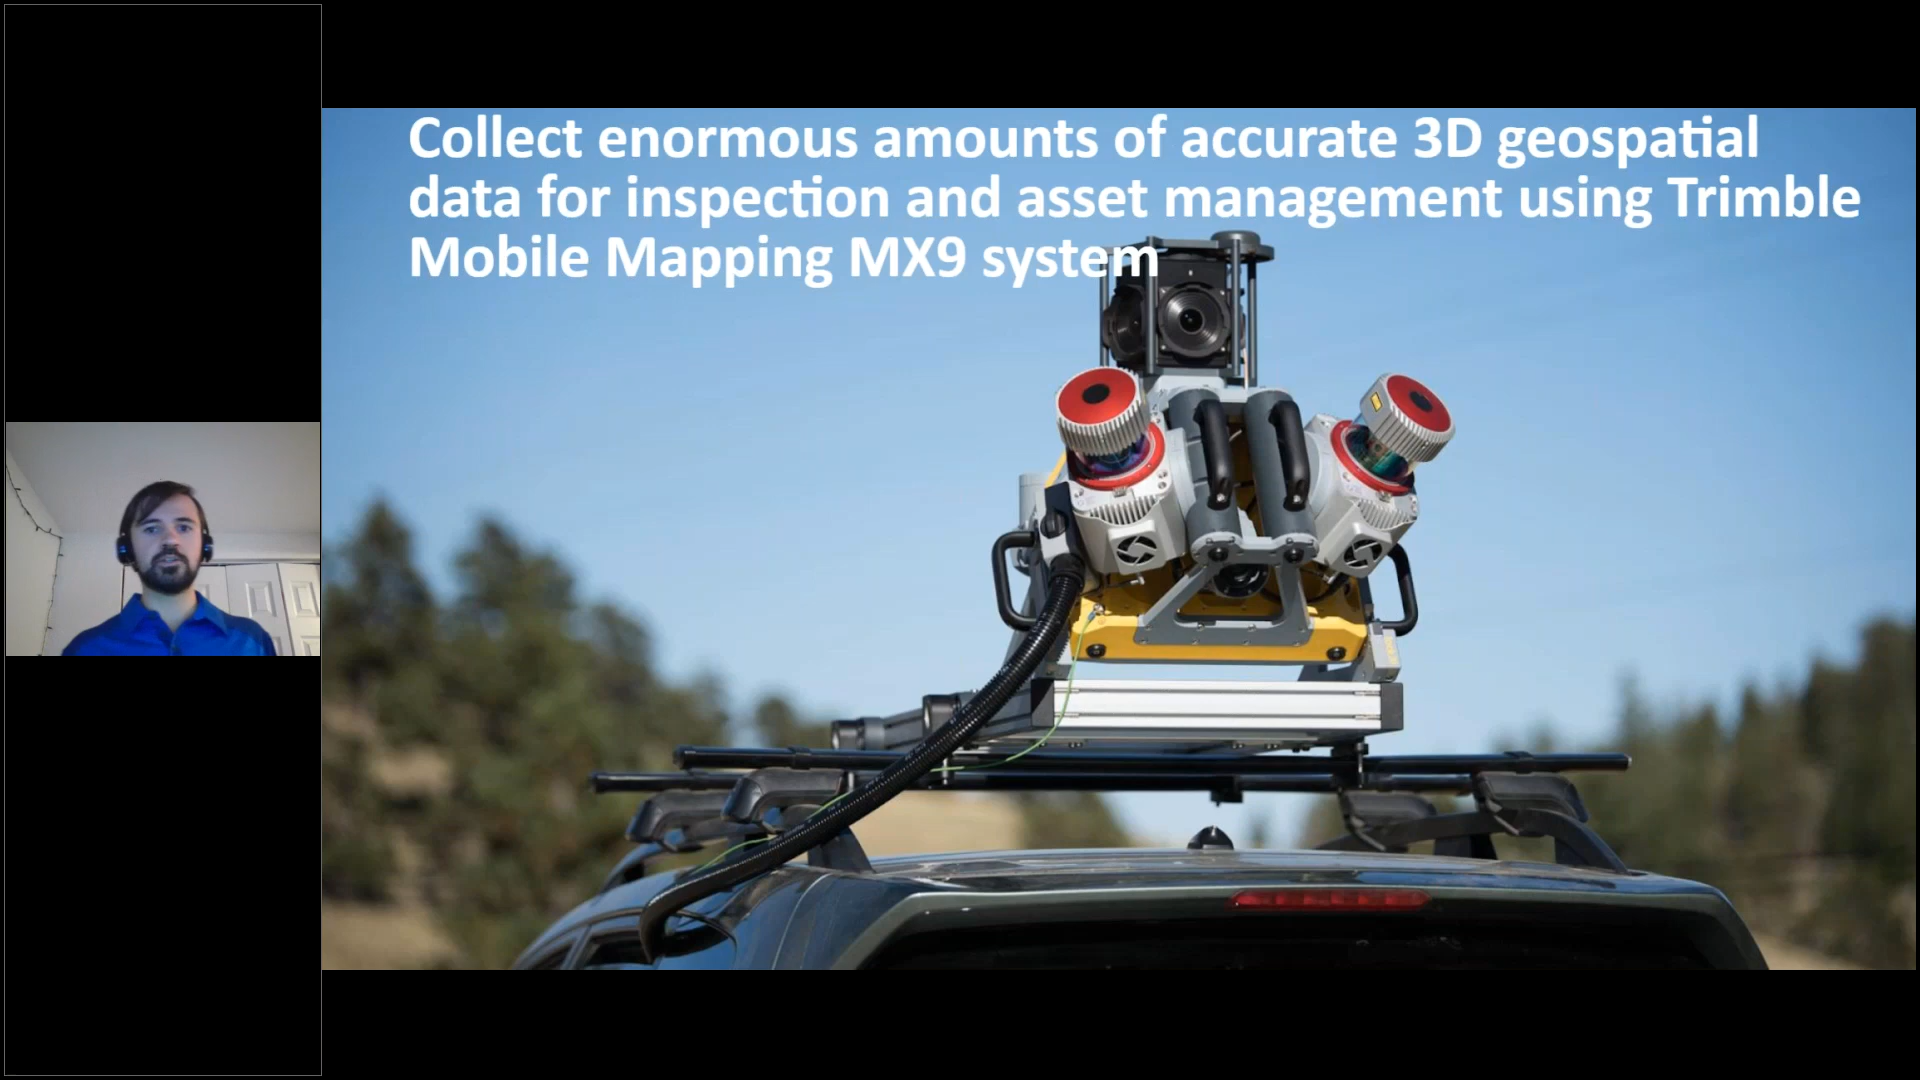 Collect enormous amounts of accurate 3D geospatial
data for inspection and asset management using Trimble
Mobile Mapping MX9 system